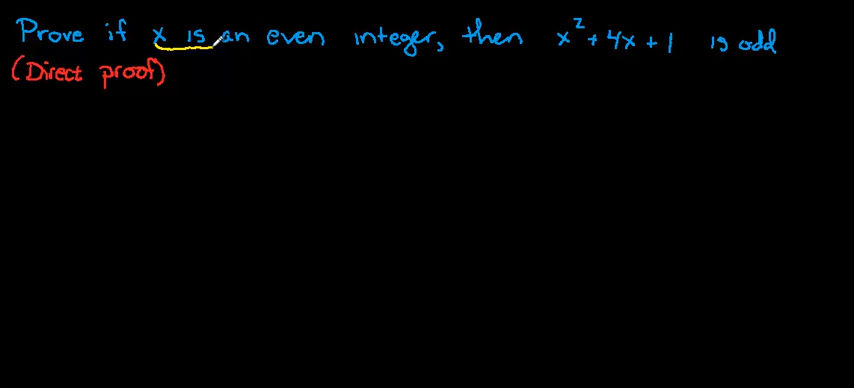 Prove if x is an even integer, then x² + 4x + 1 is odd
(Direct proof)